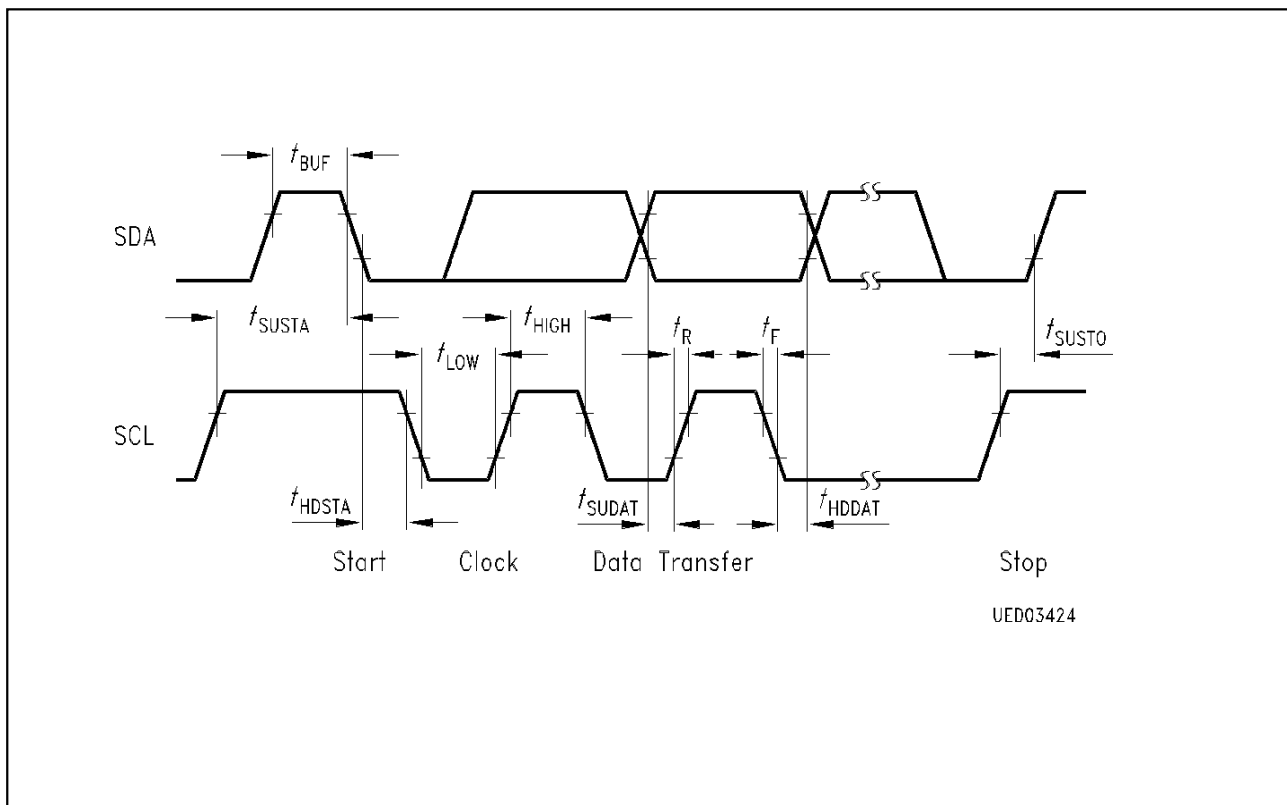 tBUF
SDA
tSUSTA
tHIGH
tR
tF
tSUSTO
tLOW
SCL
tHDSTA
tSUDAT
tHDDAT
Start
Clock
Data Transfer
Stop
UED03424